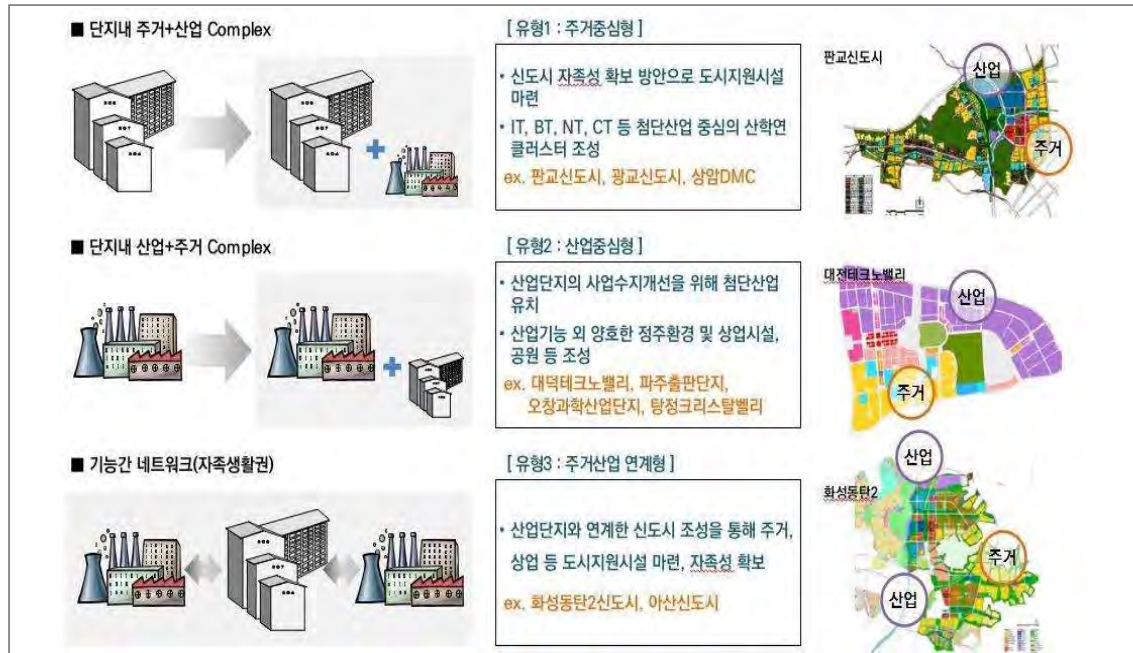 ■ 단지내 주거+산업 Complex
[ 유형1 : 주거중심형 ]
• 신도시 자족성 확보 방안으로 도시지원시설
마련
• IT, BT, NT, CT 등 첨단산업 중심의 산학연
클러스터 조성
ex. 판교신도시, 광교신도시, 상암DMC
판교신도시
산업
주거
■ 단지내 산업+주거 Complex
[ 유형2 : 산업중심형 ]
• 산업단지의 사업수지개선을 위해 첨단산업
유치
• 산업기능 외 양호한 정주환경 및 상업시설,
공원 등 조성
ex. 대덕테크노밸리, 파주출판단지,
오창과학산업단지, 탕정크리스탈벨리
대전테크노밸리
산업
주거
■ 기능간 네트워크(자족생활권)
[ 유형3 : 주거산업 연계형 ]
• 산업단지와 연계한 신도시 조성을 통해 주거,
상업 등 도시지원시설 마련, 자족성 확보
ex. 화성동탄2신도시, 아산신도시
산업
화성동탄2
주거
산업